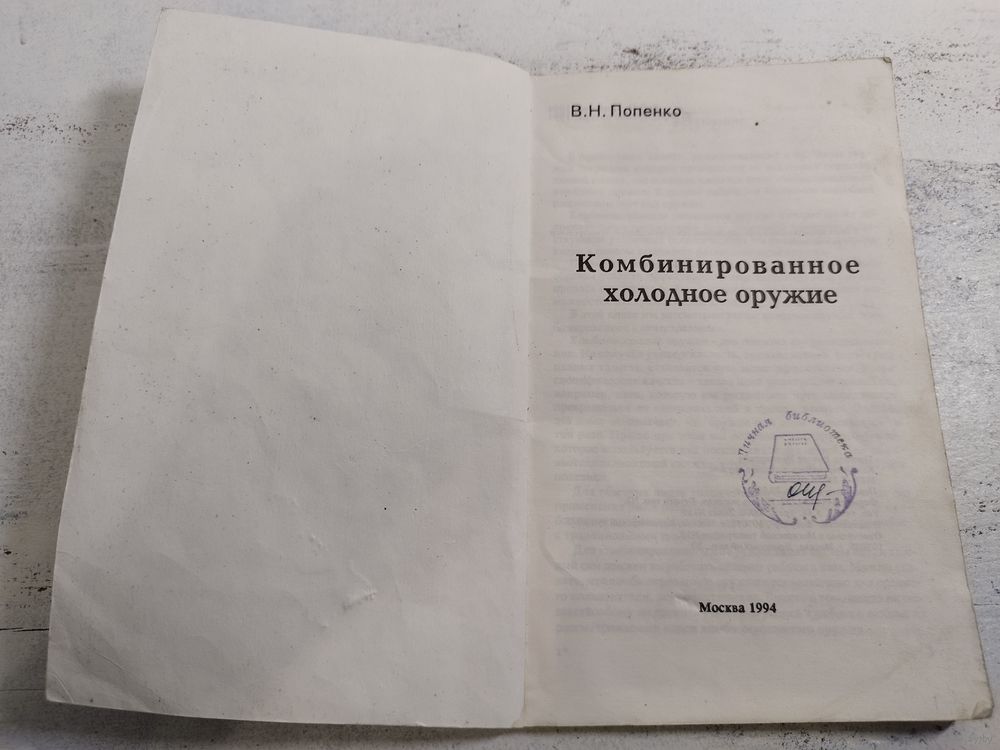 В.Н. Попенко
Комбинированное
холодное оружие
Личная библиотека
Москва 1994